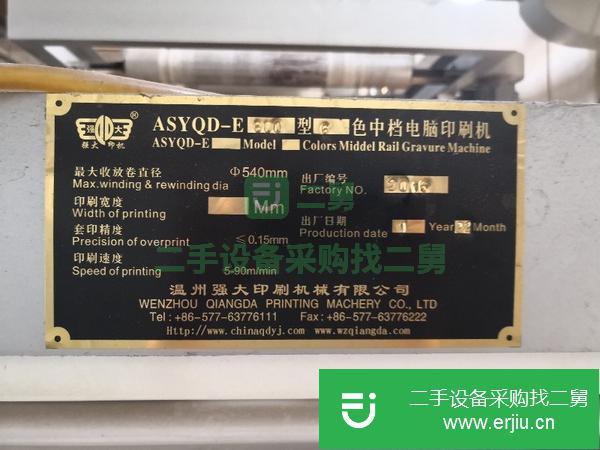 强大
强大印机
®
ASYQD-E 800 型 6 色中档电脑印刷机
ASYQD-E Model Colors Middel Rail Gravure Machine
最大收放卷直径 Φ540mm
Max.winding & rewinding dia
印刷宽度
Width of printing Mm
套印精度
Precision of overprint ≤0.15mm
印刷速度
Speed of printing 5-90m/min
出厂编号
Factory NO. 2016
出厂日期
Production date Year Month
温州强大印刷机械有限公司
WENZHOU QIANGDA PRINTING MACHERY CO., LTD
Tel:+86-577-63776111 Fax:+86-577-63776222
Http://www.chinaqdyj.com www.wzqiangda.com
二舅
二手设备采购找二舅
二手设备采购找二舅
www.erjiu.cn